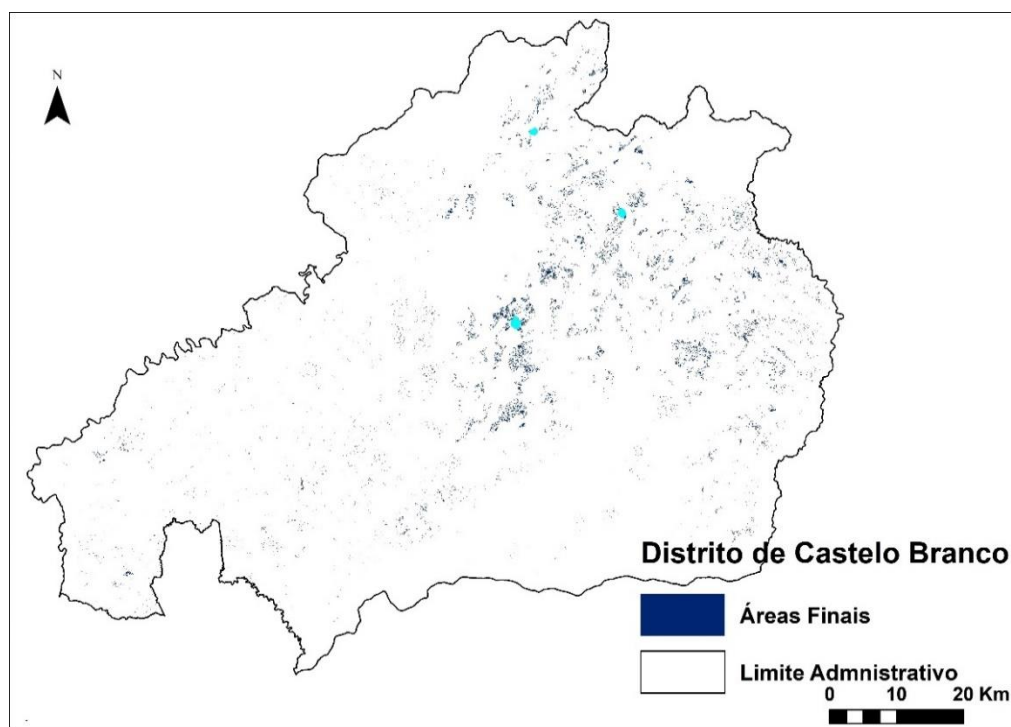 N
Distrito de Castelo Branco
Áreas Finais
Limite Admnistrativo
0 10 20 Km